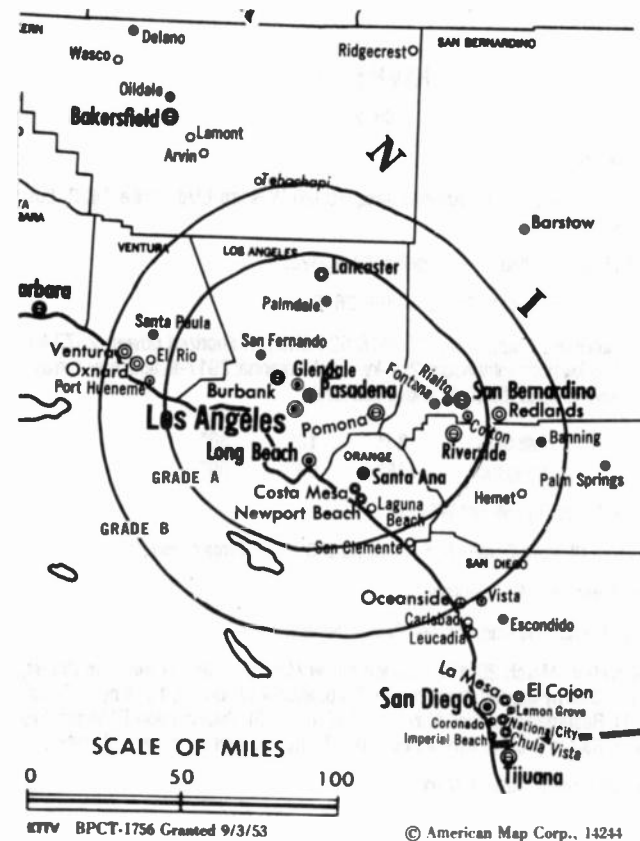 Delano
Ridgecrest
SAN BERNARDINO
Wasco
Oildale
Bakersfield
Lamont
Arvin
N
Tehachapi
Barstow
VENTURA
LOS ANGELES
Lancaster
I
Palmdale
arbara
Santa Paula
San Fernando
Ventura
El Rio
Oxnard
Glendale
Port Hueneme
Burbank
Pasadena
Fontana
Rialto
San Bernardino
Redlands
Los Angeles
Pomona
Colton
Banning
Long Beach
ORANGE
Riverside
GRADE A
Santa Ana
Palm Springs
Costa Mesa
Hemet
Newport Beach
Laguna
Beach
GRADE B
San Clemente
SAN DIEGO
Oceanside
Vista
Carlsbad
Escondido
Leucadia
La Mesa
El Cajon
San Diego
Lemon Grove
Coronado
National City
Imperial Beach
Chula Vista
Tijuana
SCALE OF MILES
0 50 100
KTTV BPCT-1756 Granted 9/3/53
© American Map Corp., 14244